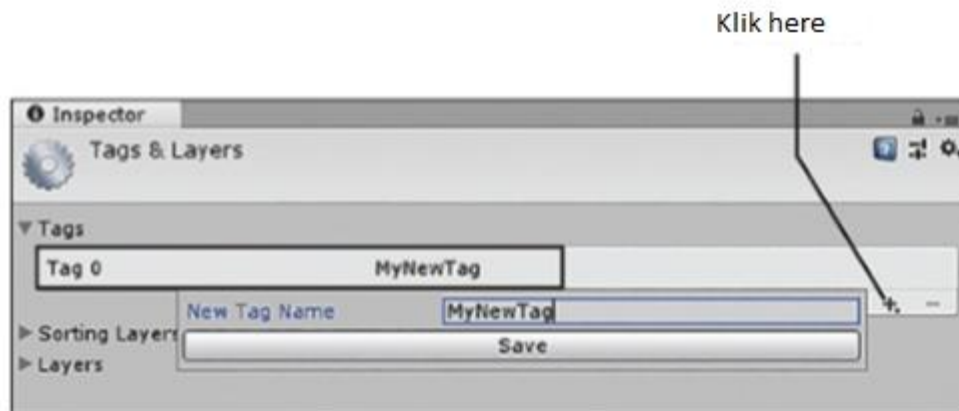 Klik here
Inspector
Tags & Layers
Tags
Tag 0 MyNewTag
New Tag Name MyNewTag
Save
Sorting Layers
Layers